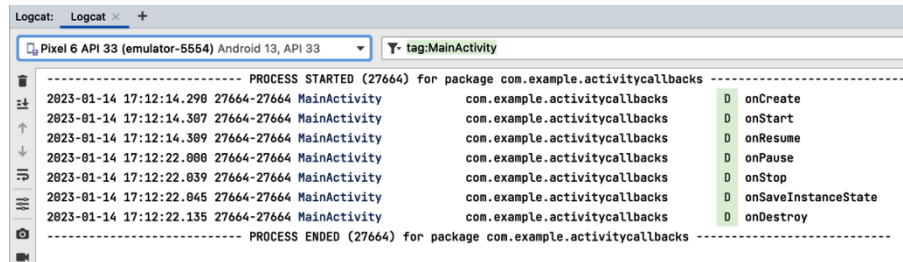 Logcat: Logcat × +
Pixel 6 API 33 (emulator-5554) Android 13, API 33 tag:MainActivity
---------------------------- PROCESS STARTED (27664) for package com.example.activitycallbacks ----------------------------
2023-01-14 17:12:14.290 27664-27664 MainActivity com.example.activitycallbacks D onCreate
2023-01-14 17:12:14.307 27664-27664 MainActivity com.example.activitycallbacks D onStart
2023-01-14 17:12:14.309 27664-27664 MainActivity com.example.activitycallbacks D onResume
2023-01-14 17:12:22.000 27664-27664 MainActivity com.example.activitycallbacks D onPause
2023-01-14 17:12:22.039 27664-27664 MainActivity com.example.activitycallbacks D onStop
2023-01-14 17:12:22.045 27664-27664 MainActivity com.example.activitycallbacks D onSaveInstanceState
2023-01-14 17:12:22.135 27664-27664 MainActivity com.example.activitycallbacks D onDestroy
---------------------------- PROCESS ENDED (27664) for package com.example.activitycallbacks ----------------------------